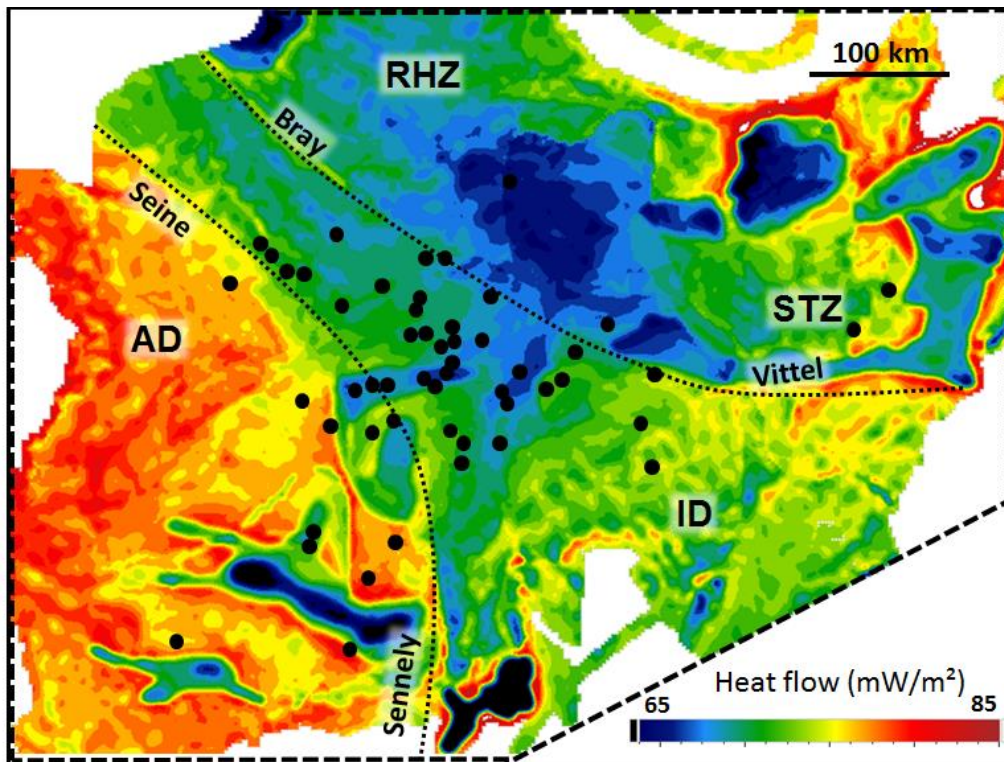 RHZ
100 km
Bray
Seine
AD
STZ
Vittel
ID
Sennely
Heat flow (mW/m²)
65
85